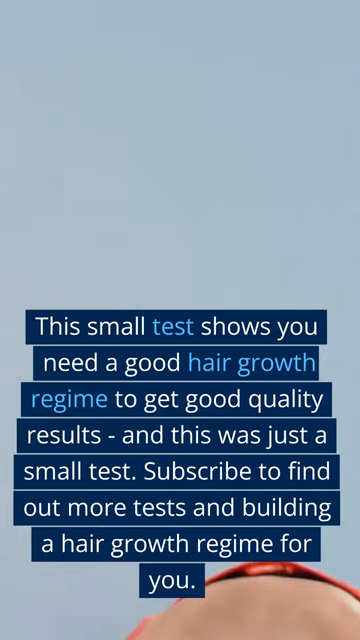 This small test shows you
need a good hair growth
regime to get good quality
results - and this was just a
small test. Subscribe to find
out more tests and building
a hair growth regime for
you.